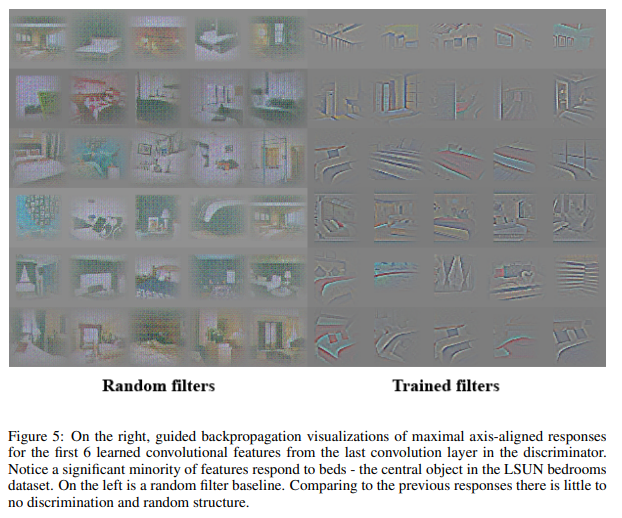 Random filters
Trained filters
Figure 5: On the right, guided backpropagation visualizations of maximal axis-aligned responses
for the first 6 learned convolutional features from the last convolution layer in the discriminator.
Notice a significant minority of features respond to beds - the central object in the LSUN bedrooms
dataset. On the left is a random filter baseline. Comparing to the previous responses there is little to
no discrimination and random structure.